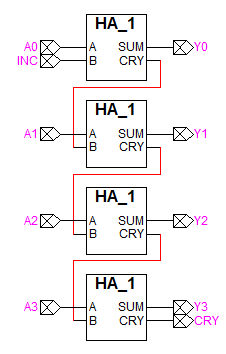 HA_1
A0 A SUM Y0
INC B CRY
HA_1
A1 A SUM Y1
B CRY
HA_1
A2 A SUM Y2
B CRY
HA_1
A3 A SUM Y3
B CRY CRY